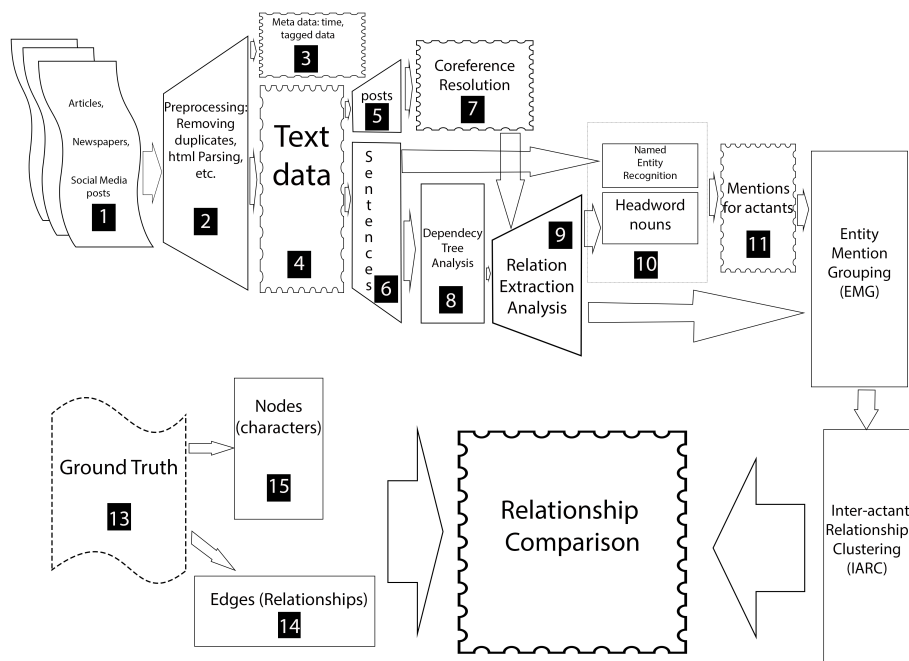 Meta data: time,
tagged data
3
Articles,
Newspapers,
Social Media
posts
1
Preprocessing:
Removing
duplicates,
html Parsing,
etc.
2
Text
data
4
posts
5
Sentences
6
Coreference
Resolution
7
Dependecy
Tree
Analysis
8
9
Relation
Extraction
Analysis
Named
Entity
Recognition
Headword
nouns
10
Mentions
for actants
11
Entity
Mention
Grouping
(EMG)
Ground Truth
13
Nodes
(characters)
15
Edges (Relationships)
14
Relationship
Comparison
Inter-actant
Relationship
Clustering
(IARC)